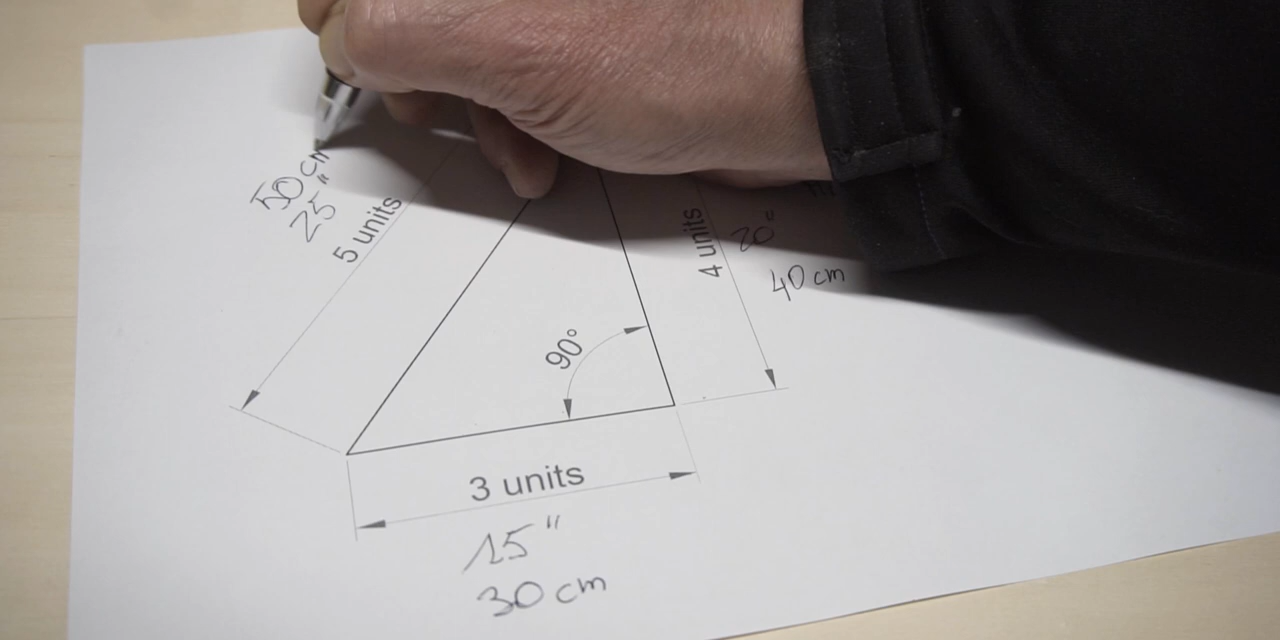 50 cm
25"
5 units
4 units
20"
40 cm
90°
3 units
15"
30 cm